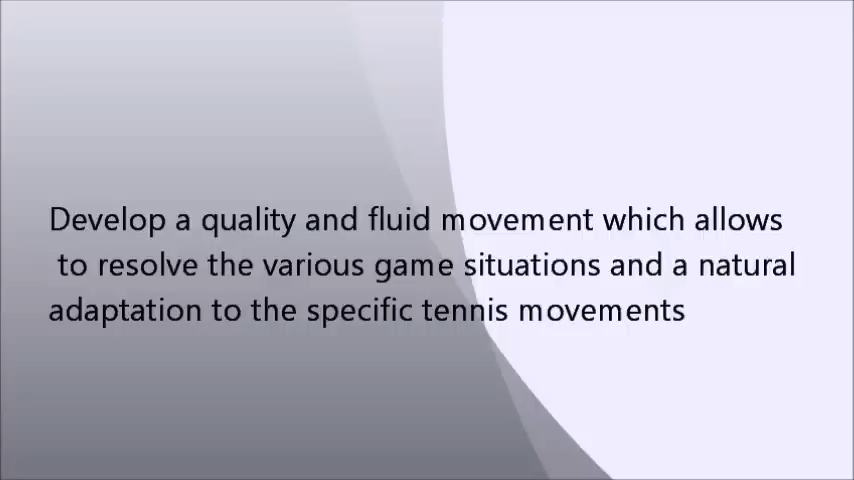 Develop a quality and fluid movement which allows
to resolve the various game situations and a natural
adaptation to the specific tennis movements